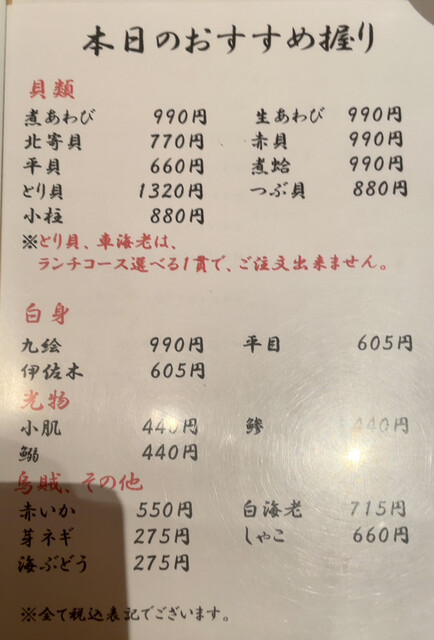 本日のおすすめ握り
貝類
煮あわび 990円 生あわび 990円
北寄貝 770円 赤貝 990円
平貝 660円 煮蛤 990円
とり貝 1320円 つぶ貝 880円
小柱 880円
※とり貝、車海老は、
ランチコース選べる1貫で、ご注文出来ません。
白身
九絵 990円 平目 605円
伊佐木 605円
光物
小肌 440円 鯵 440円
鰯 440円
烏賊、その他
赤いか 550円 白海老 715円
芽ネギ 275円 しゃこ 660円
海ぶどう 275円
※全て税込表記でございます。